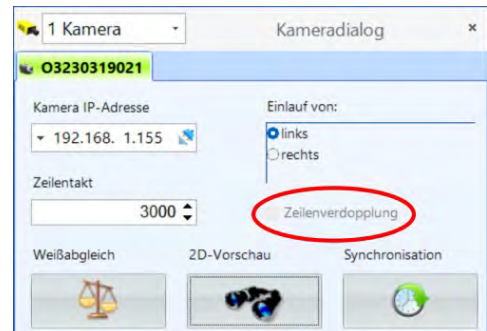 1 Kamera
Kameradialog
×
O3230319021
Kamera IP-Adresse
Einlauf von:
192.168. 1.155
links
rechts
Zeilentakt
3000
Zeilenverdopplung
Weißabgleich
2D-Vorschau
Synchronisation